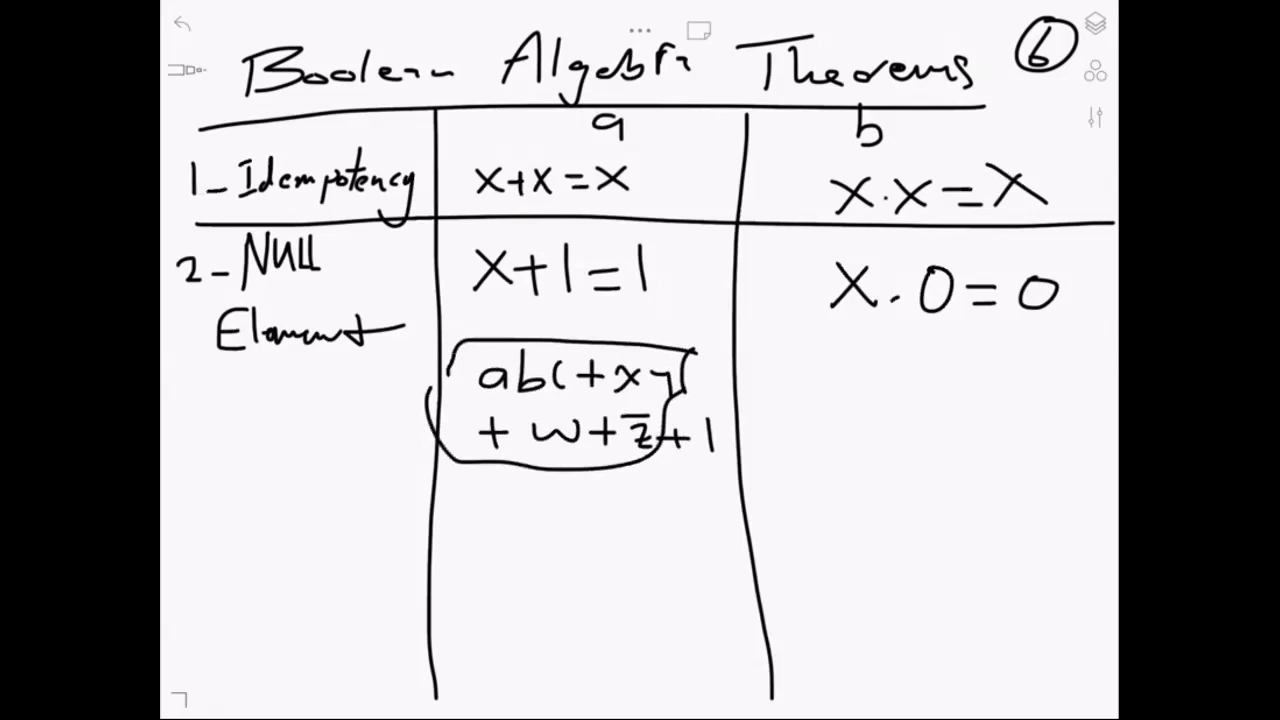 Boolean Algebra Theorems 6
a b
1- Idempotency x+x=x x·x=x
2- Null x+1=1 x·0=0
Element
abc+xy
+ w+z̅+1